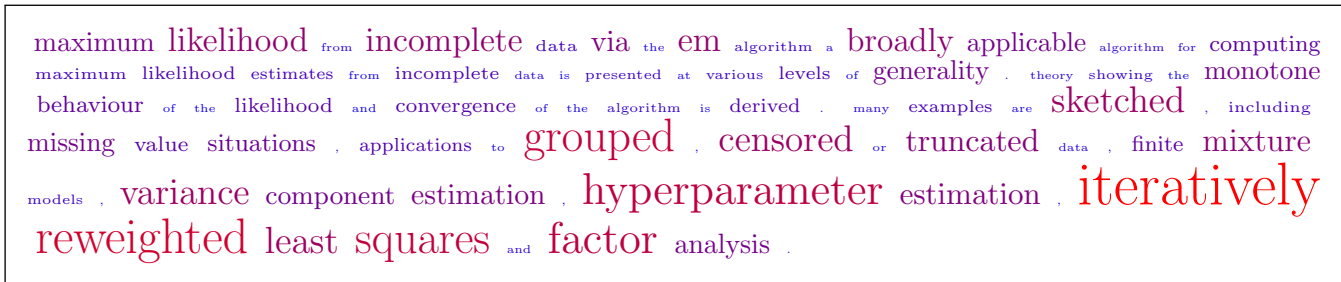 maximum likelihood from incomplete data via the em algorithm a broadly applicable algorithm for computing
maximum likelihood estimates from incomplete data is presented at various levels of generality . theory showing the monotone
behaviour of the likelihood and convergence of the algorithm is derived . many examples are sketched , including
missing value situations , applications to grouped , censored or truncated data , finite mixture
models , variance component estimation , hyperparameter estimation , iteratively
reweighted least squares and factor analysis .